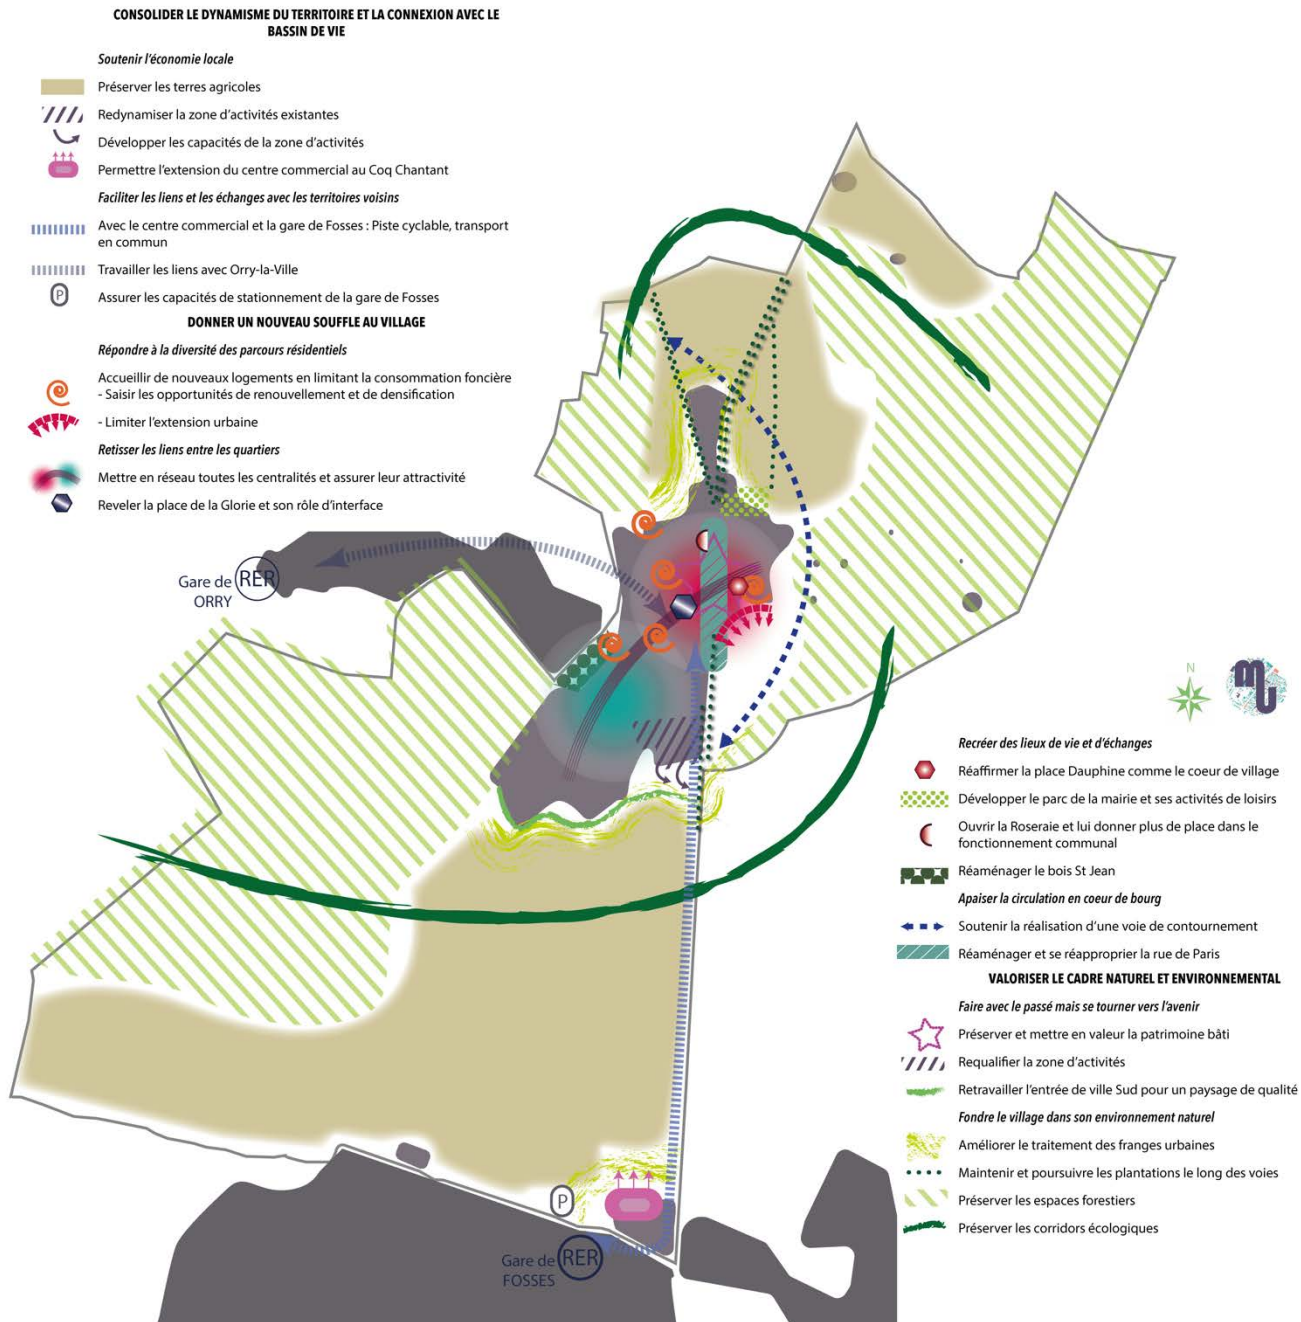 CONSOLIDER LE DYNAMISME DU TERRITOIRE ET LA CONNEXION AVEC LE
BASSIN DE VIE
Soutenir l'économie locale
Préserver les terres agricoles
Redynamiser la zone d'activités existantes
Développer les capacités de la zone d'activités
Permettre l'extension du centre commercial au Coq Chantant
Faciliter les liens et les échanges avec les territoires voisins
Avec le centre commercial et la gare de Fosses : Piste cyclable, transport
en commun
Travailler les liens avec Orry-la-Ville
P
Assurer les capacités de stationnement de la gare de Fosses
DONNER UN NOUVEAU SOUFFLE AU VILLAGE
Répondre à la diversité des parcours résidentiels
Accueillir de nouveaux logements en limitant la consommation foncière
- Saisir les opportunités de renouvellement et de densification
- Limiter l'extension urbaine
Retisser les liens entre les quartiers
Mettre en réseau toutes les centralités et assurer leur attractivité
Reveler la place de la Glorie et son rôle d'interface
Gare de
ORRY
RER
N
mu
Recréer des lieux de vie et d'échanges
Réaffirmer la place Dauphine comme le coeur de village
Développer le parc de la mairie et ses activités de loisirs
Ouvrir la Roseraie et lui donner plus de place dans le
fonctionnement communal
Réaménager le bois St Jean
Apaiser la circulation en coeur de bourg
Soutenir la réalisation d'une voie de contournement
Réaménager et se réapproprier la rue de Paris
VALORISER LE CADRE NATUREL ET ENVIRONNEMENTAL
Faire avec le passé mais se tourner vers l'avenir
Préserver et mettre en valeur la patrimoine bâti
Requalifier la zone d'activités
Retravailler l'entrée de ville Sud pour un paysage de qualité
Fondre le village dans son environnement naturel
Améliorer le traitement des franges urbaines
Maintenir et poursuivre les plantations le long des voies
Préserver les espaces forestiers
Préserver les corridors écologiques
P
Gare de
FOSSES
RER